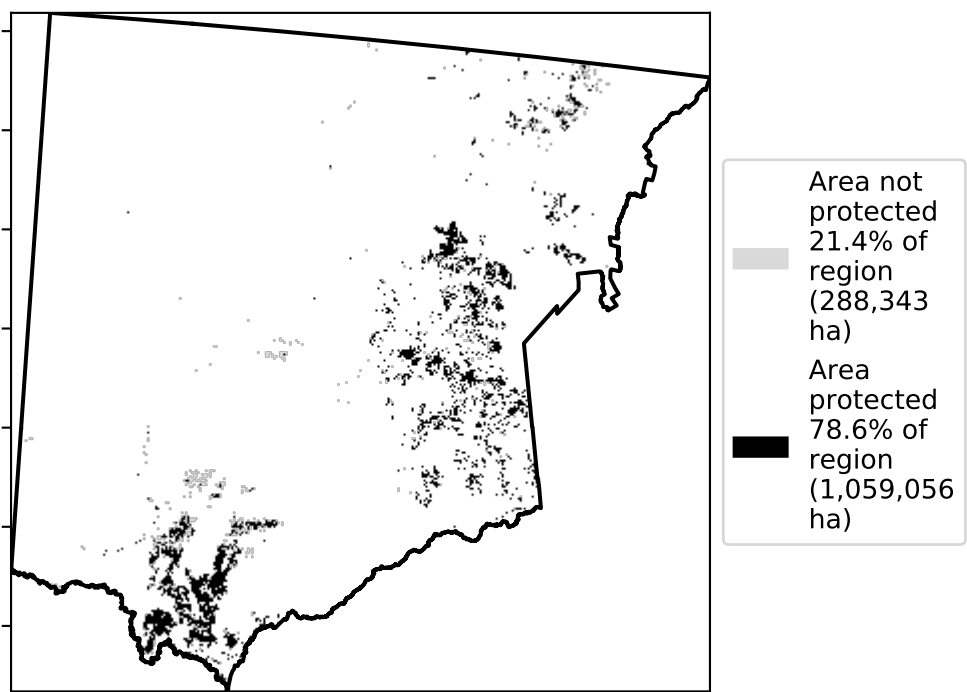 Area not
protected
21.4% of
region
(288,343
ha)
Area
protected
78.6% of
region
(1,059,056
ha)